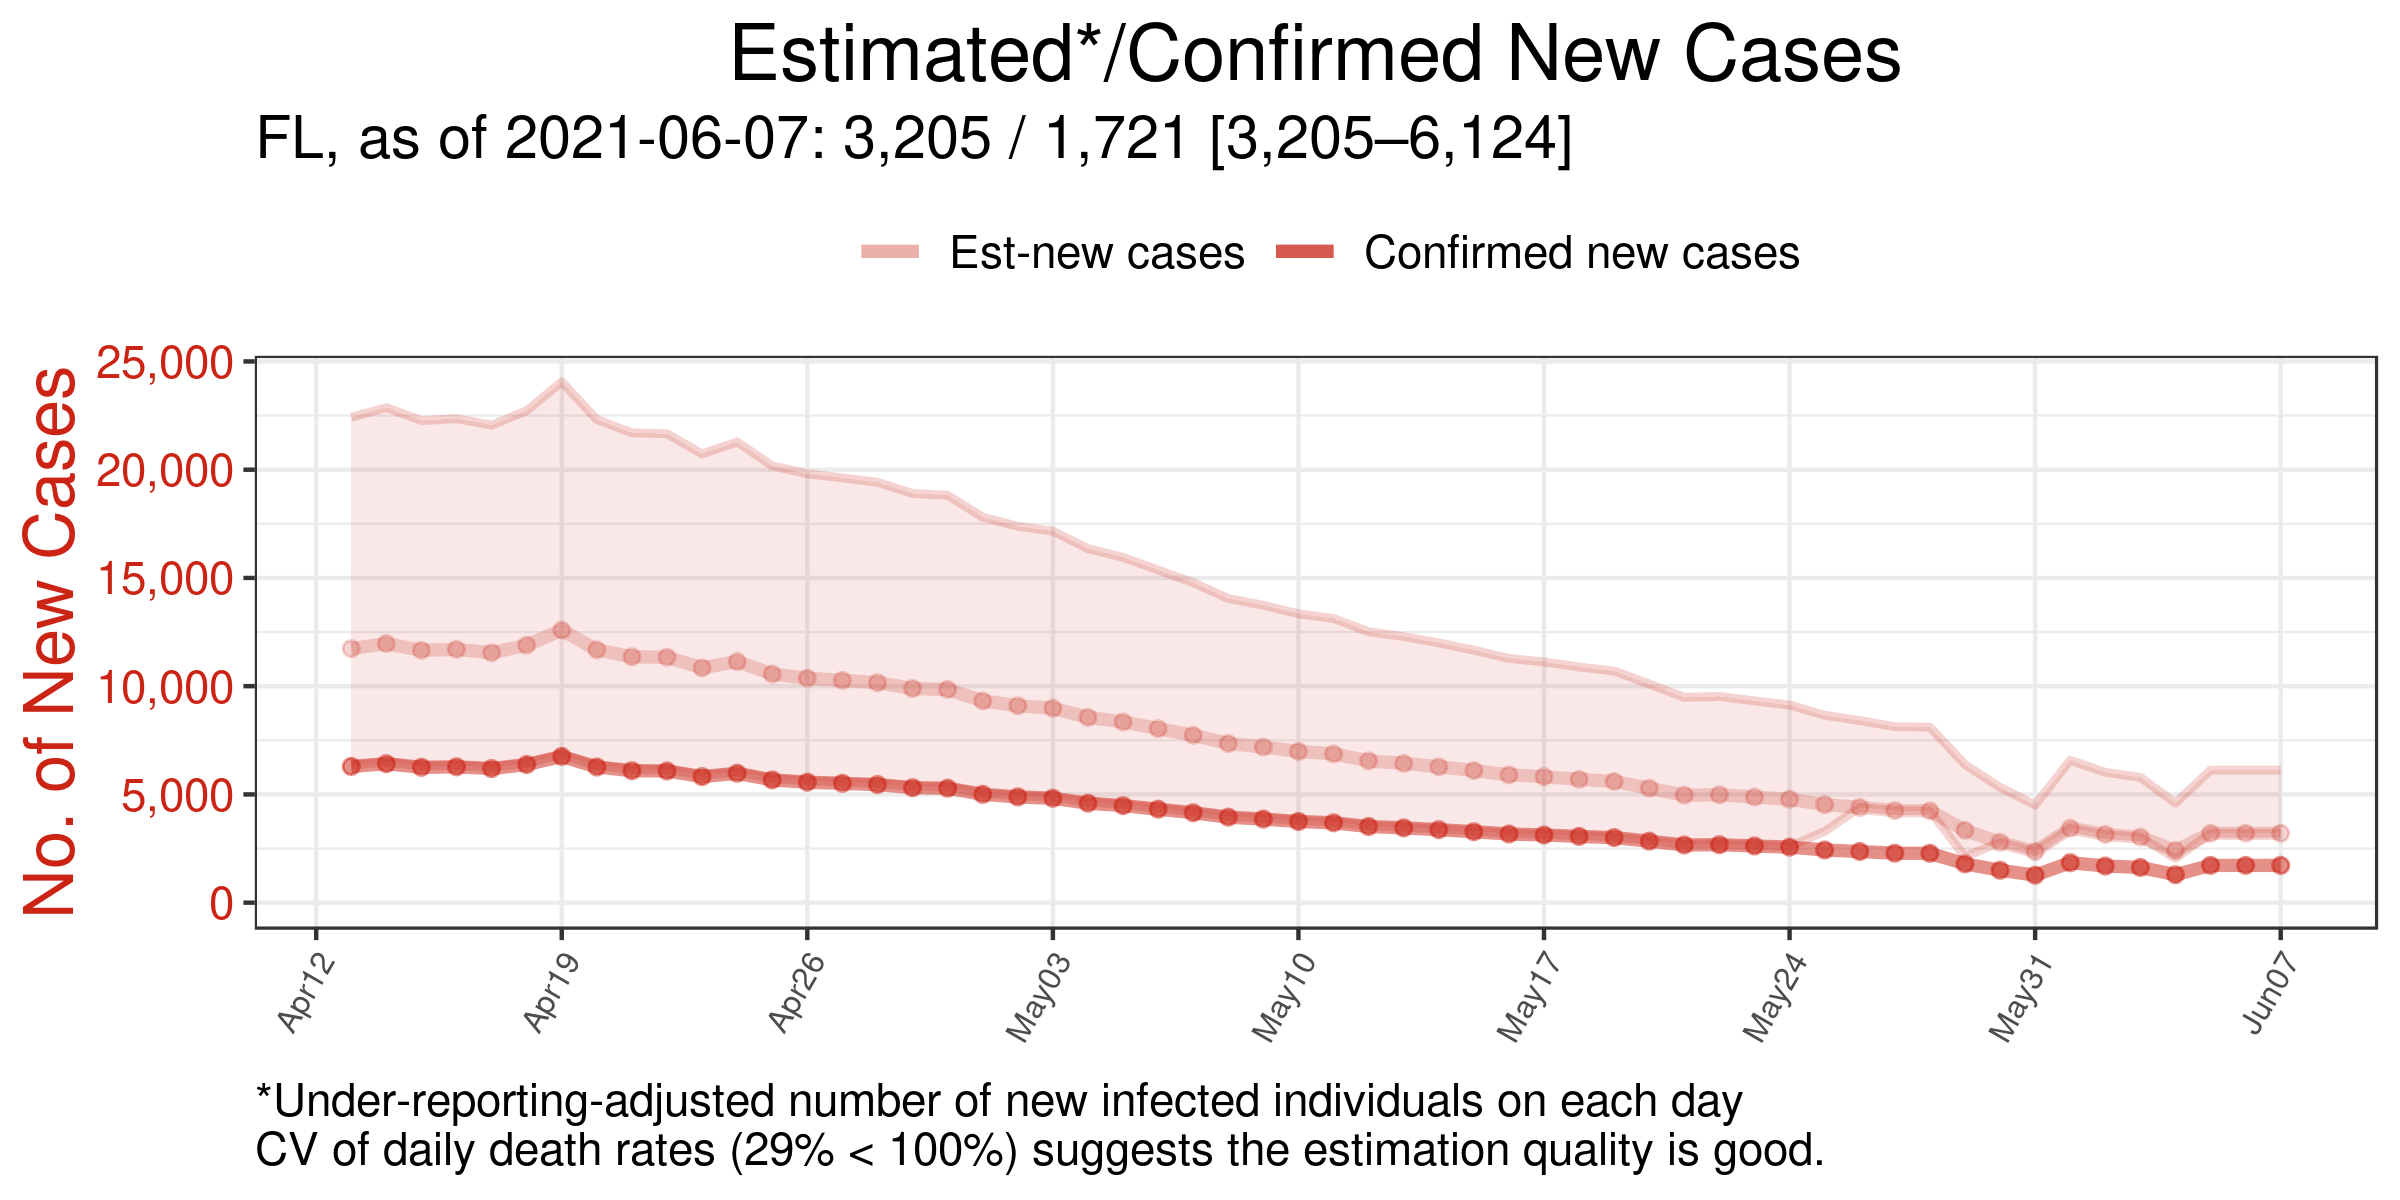 Estimated*/Confirmed New Cases
FL, as of 2021-06-07: 3,205 / 1,721 [3,205–6,124]
Est-new cases
Confirmed new cases
No. of New Cases
25,000
20,000
15,000
10,000
5,000
0
Apr12
Apr19
Apr26
May03
May10
May17
May24
May31
Jun07
*Under-reporting-adjusted number of new infected individuals on each day
CV of daily death rates (29% < 100%) suggests the estimation quality is good.